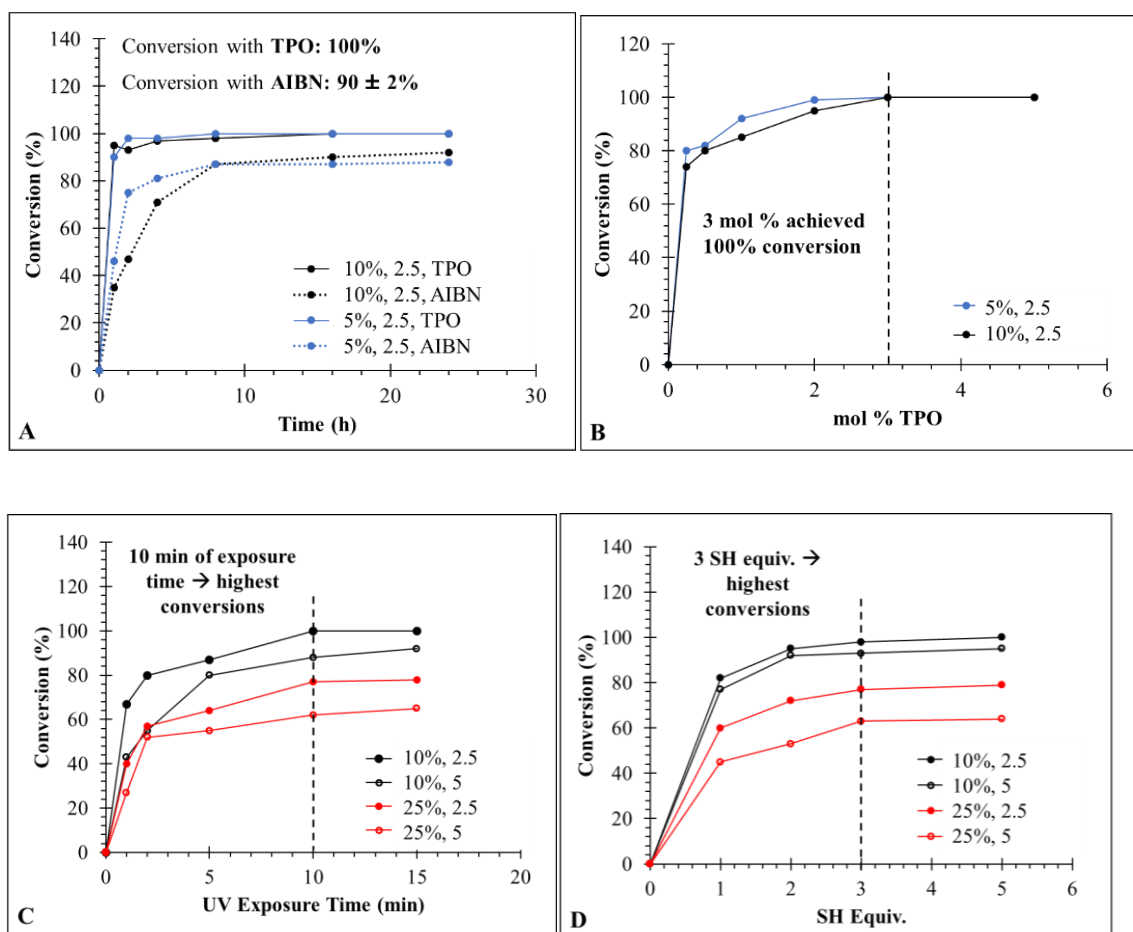 Conversion (%)
140
120
100
80
60
40
20
0
Conversion with TPO: 100%
Conversion with AIBN: 90 ± 2%
10%, 2.5, TPO
10%, 2.5, AIBN
5%, 2.5, TPO
5%, 2.5, AIBN
0 10 20 30
Time (h)
A
Conversion (%)
120
100
80
60
40
20
0
3 mol % achieved
100% conversion
5%, 2.5
10%, 2.5
0 2 4 6
mol % TPO
B
Conversion (%)
140
120
100
80
60
40
20
0
10 min of exposure
time → highest
conversions
10%, 2.5
10%, 5
25%, 2.5
25%, 5
0 5 10 15 20
UV Exposure Time (min)
C
Conversion (%)
140
120
100
80
60
40
20
0
3 SH equiv. →
highest
conversions
10%, 2.5
10%, 5
25%, 2.5
25%, 5
0 1 2 3 4 5 6
SH Equiv.
D